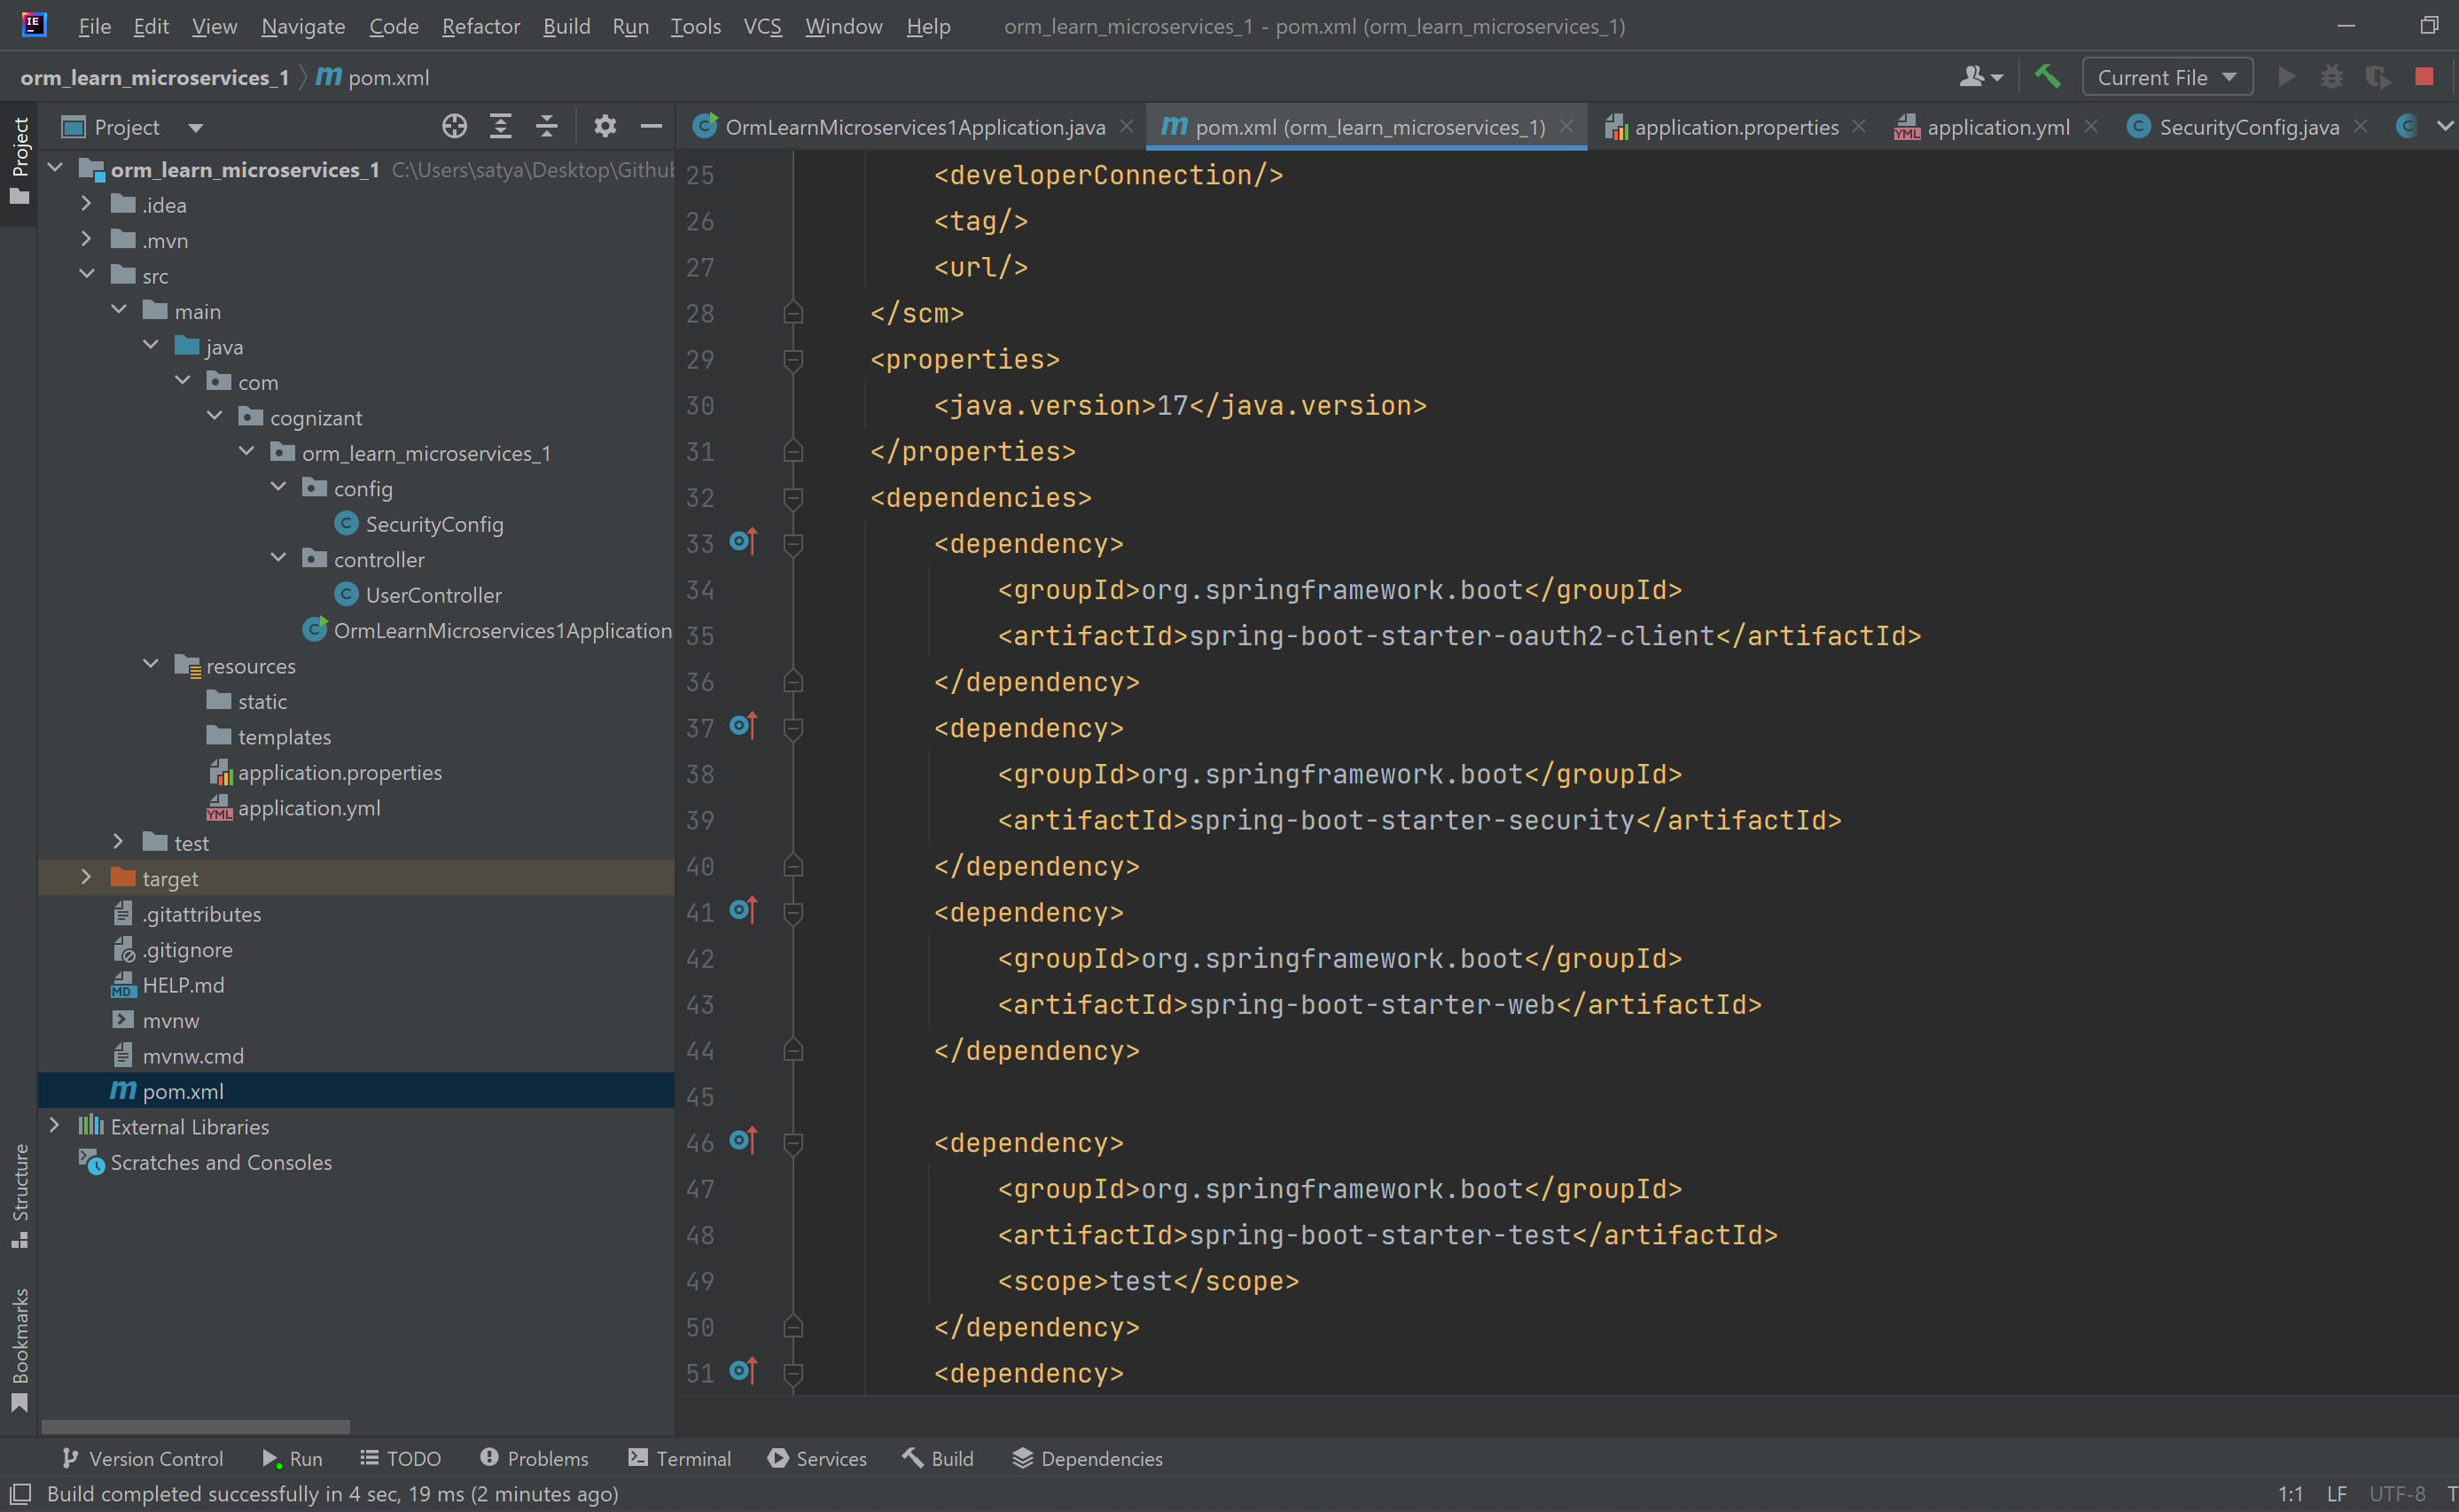 File Edit View Navigate Code Refactor Build Run Tools VCS Window Help orm_learn_microservices_1 - pom.xml (orm_learn_microservices_1)
orm_learn_microservices_1 m pom.xml Current File
Project OrmLearnMicroservices1Application.java pom.xml (orm_learn_microservices_1) application.properties application.yml SecurityConfig.java
Project
orm_learn_microservices_1 C:\Users\satya\Desktop\Github
.idea
.mvn
src
main
java
com
cognizant
orm_learn_microservices_1
config
SecurityConfig
controller
UserController
OrmLearnMicroservices1Application
resources
static
templates
application.properties
application.yml
test
target
.gitattributes
.gitignore
HELP.md
mvnw
mvnw.cmd
pom.xml
External Libraries
Scratches and Consoles
Structure
Bookmarks
25 <developerConnection/>
26 <tag/>
27 <url/>
28 </scm>
29 <properties>
30 <java.version>17</java.version>
31 </properties>
32 <dependencies>
33 <dependency>
34 <groupId>org.springframework.boot</groupId>
35 <artifactId>spring-boot-starter-oauth2-client</artifactId>
36 </dependency>
37 <dependency>
38 <groupId>org.springframework.boot</groupId>
39 <artifactId>spring-boot-starter-security</artifactId>
40 </dependency>
41 <dependency>
42 <groupId>org.springframework.boot</groupId>
43 <artifactId>spring-boot-starter-web</artifactId>
44 </dependency>
45
46 <dependency>
47 <groupId>org.springframework.boot</groupId>
48 <artifactId>spring-boot-starter-test</artifactId>
49 <scope>test</scope>
50 </dependency>
51 <dependency>
Version Control Run TODO Problems Terminal Services Build Dependencies
Build completed successfully in 4 sec, 19 ms (2 minutes ago) 1:1 LF UTF-8